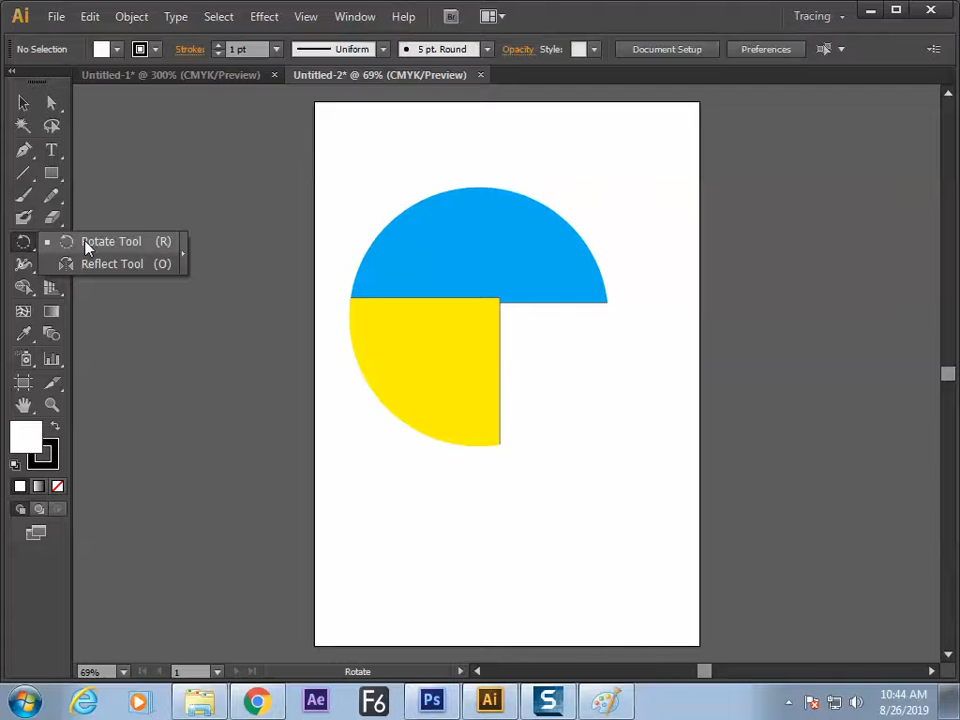 Ai File Edit Object Type Select Effect View Window Help Br Tracing
No Selection Stroke: 1 pt Uniform 5 pt. Round Opacity Style: Document Setup Preferences
Untitled-1* @ 300% (CMYK/Preview) × Untitled-2* @ 69% (CMYK/Preview) ×
T
Rotate Tool (R)
Reflect Tool (O)
69% 1 Rotate
Ae F6 Ps Ai S 10:44 AM
8/26/2019